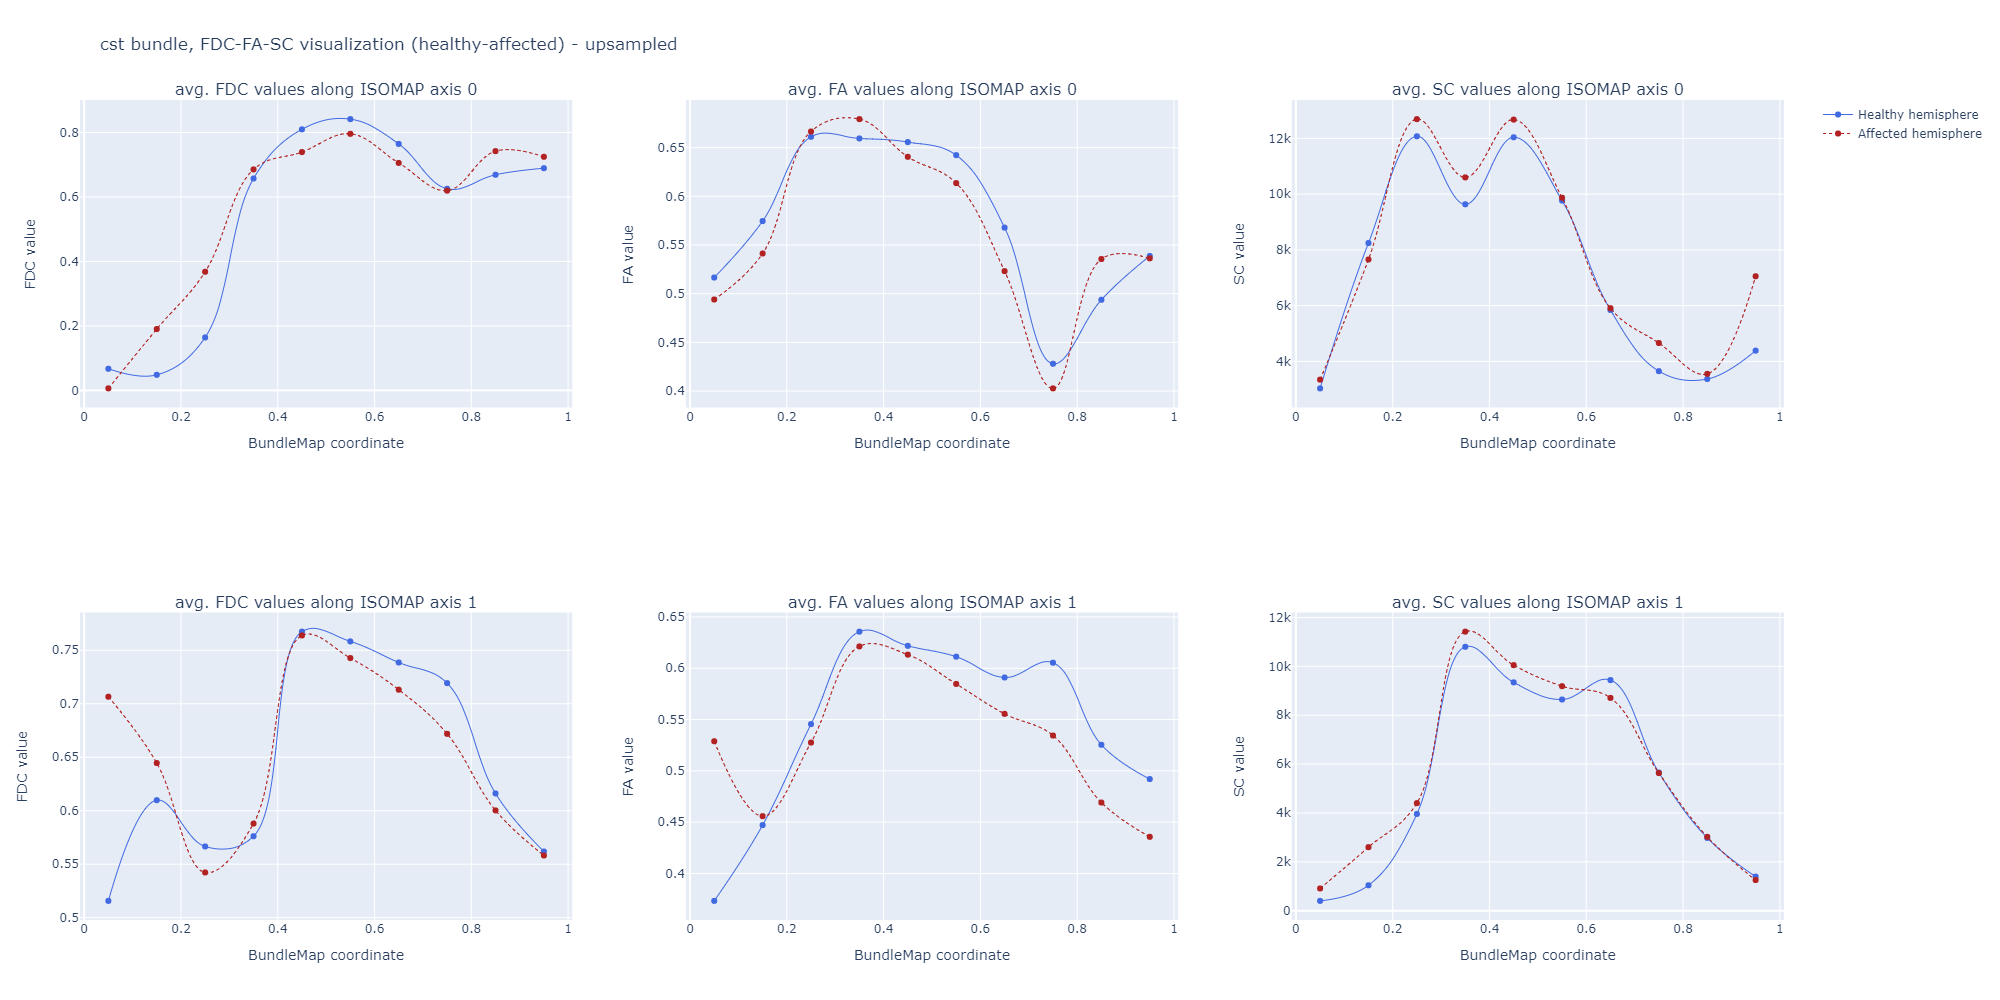 cst bundle, FDC-FA-SC visualization (healthy-affected) - upsampled
avg. FDC values along ISOMAP axis 0
FDC value
0.8
0.6
0.4
0.2
0
0 0.2 0.4 0.6 0.8 1
BundleMap coordinate
avg. FA values along ISOMAP axis 0
FA value
0.65
0.6
0.55
0.5
0.45
0.4
0 0.2 0.4 0.6 0.8 1
BundleMap coordinate
avg. SC values along ISOMAP axis 0
SC value
12k
10k
8k
6k
4k
0 0.2 0.4 0.6 0.8 1
BundleMap coordinate
Healthy hemisphere
Affected hemisphere
avg. FDC values along ISOMAP axis 1
FDC value
0.75
0.7
0.65
0.6
0.55
0.5
0 0.2 0.4 0.6 0.8 1
BundleMap coordinate
avg. FA values along ISOMAP axis 1
FA value
0.65
0.6
0.55
0.5
0.45
0.4
0 0.2 0.4 0.6 0.8 1
BundleMap coordinate
avg. SC values along ISOMAP axis 1
SC value
12k
10k
8k
6k
4k
2k
0
0 0.2 0.4 0.6 0.8 1
BundleMap coordinate